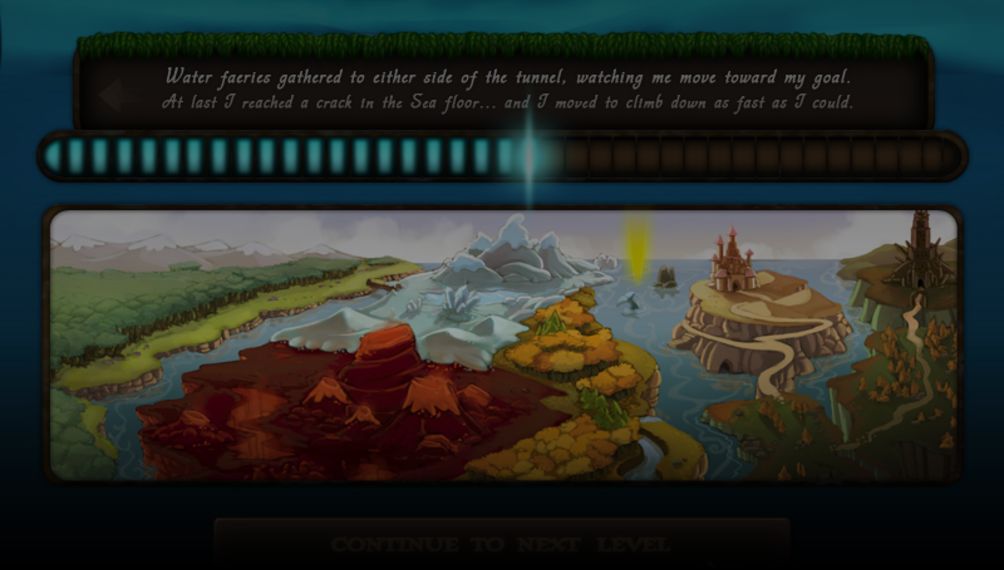 Water faeries gathered to either side of the tunnel, watching me move toward my goal.
At last I reached a crack in the Sea floor... and I moved to climb down as fast as I could.
CONTINUE TO NEXT LEVEL